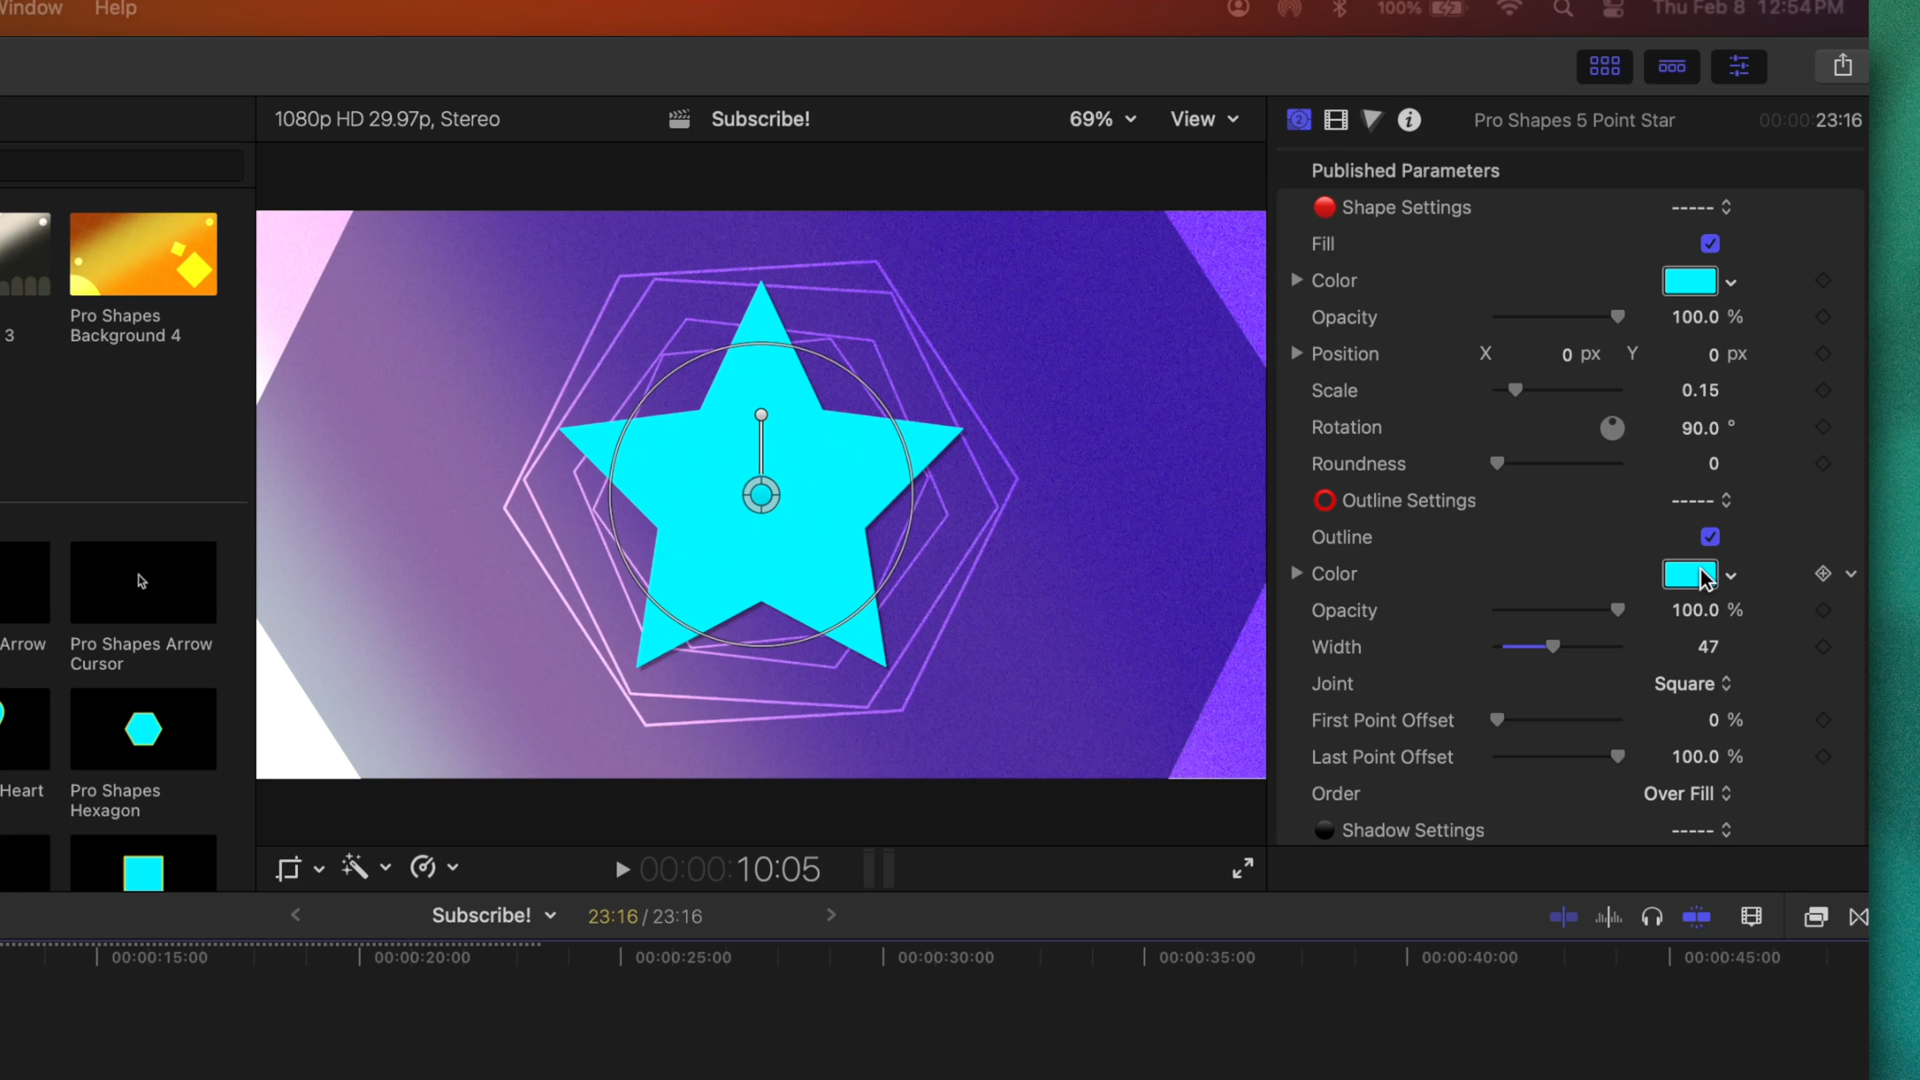 Window Help 100% Thu Feb 8 12:54 PM
1080p HD 29.97p, Stereo Subscribe! 69% View
Pro Shapes 5 Point Star 00:00:23:16
Published Parameters
Shape Settings -----
Fill
Color
Opacity 100.0 %
Position X 0 px Y 0 px
Scale 0.15
Rotation 90.0 °
Roundness 0
Outline Settings -----
Outline
Color
Opacity 100.0 %
Width 47
Joint Square
First Point Offset 0 %
Last Point Offset 100.0 %
Order Over Fill
Shadow Settings -----
3
Pro Shapes
Background 4
Arrow
Pro Shapes Arrow
Cursor
Heart
Pro Shapes
Hexagon
00:00:10:05
Subscribe! 23:16 / 23:16
00:00:15:00 00:00:20:00 00:00:25:00 00:00:30:00 00:00:35:00 00:00:40:00 00:00:45:00